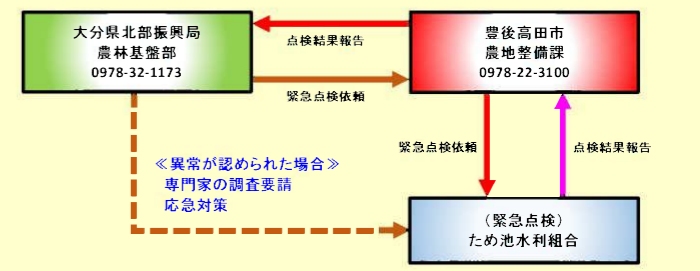 大分県北部振興局
農林基盤部
0978-32-1173
点検結果報告
緊急点検依頼
豊後高田市
農地整備課
0978-22-3100
緊急点検依頼
点検結果報告
≪異常が認められた場合≫
専門家の調査要請
応急対策
（緊急点検）
ため池水利組合